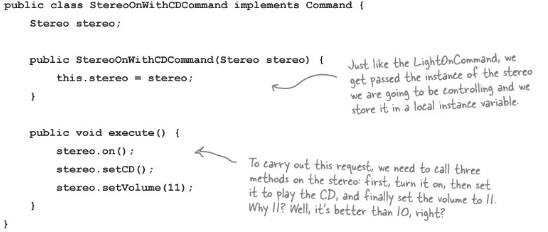 public class StereoOnWithCDCommand implements Command {
Stereo stereo;
public StereoOnWithCDCommand(Stereo stereo) {
this.stereo = stereo;
}
Just like the LightOnCommand, we
get passed the instance of the stereo
we are going to be controlling and we
store it in a local instance variable.
public void execute() {
stereo.on();
stereo.setCD();
stereo.setVolume(11);
}
}
To carry out this request, we need to call three
methods on the stereo: first, turn it on, then set
it to play the CD, and finally set the volume to 11.
Why 11? Well, it's better than 10, right?